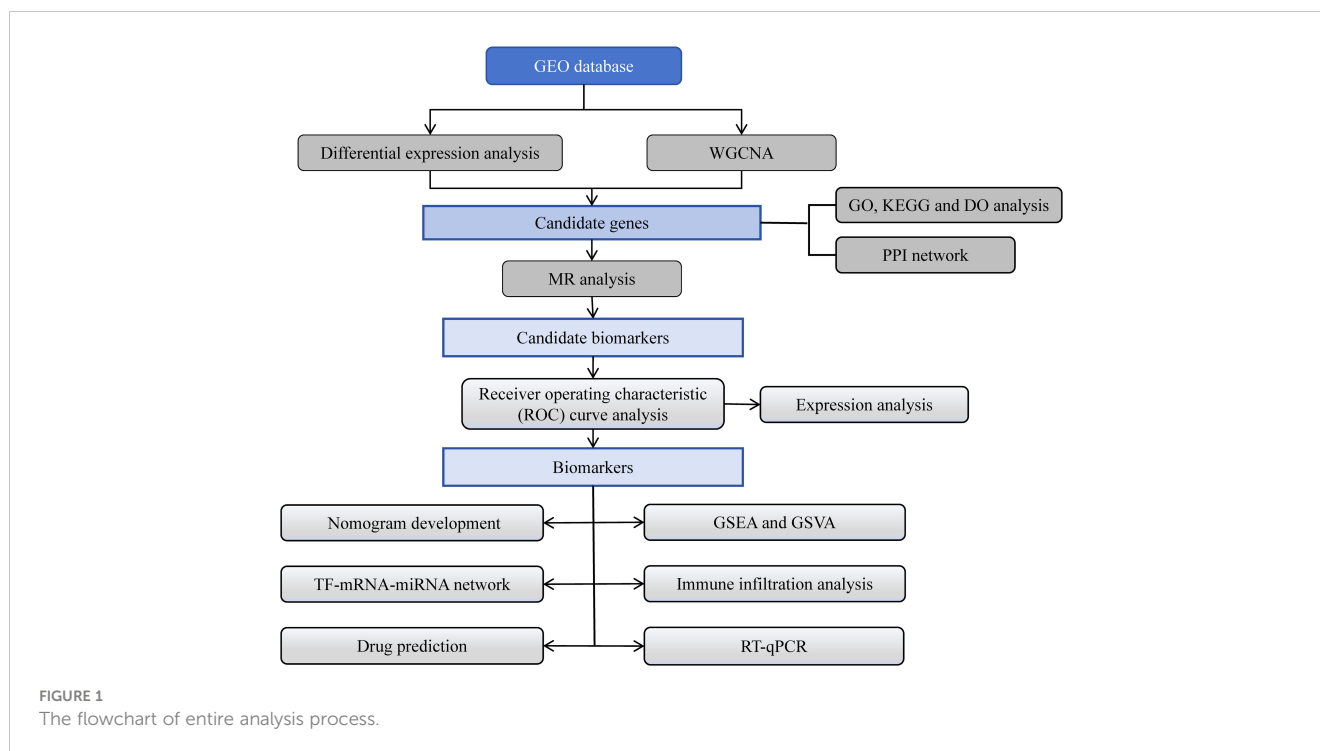 GEO database
Differential expression analysis
WGCNA
Candidate genes
GO, KEGG and DO analysis
PPI network
MR analysis
Candidate biomarkers
Receiver operating characteristic
(ROC) curve analysis
Expression analysis
Biomarkers
Nomogram development
GSEA and GSVA
TF-mRNA-miRNA network
Immune infiltration analysis
Drug prediction
RT-qPCR
FIGURE 1
The flowchart of entire analysis process.